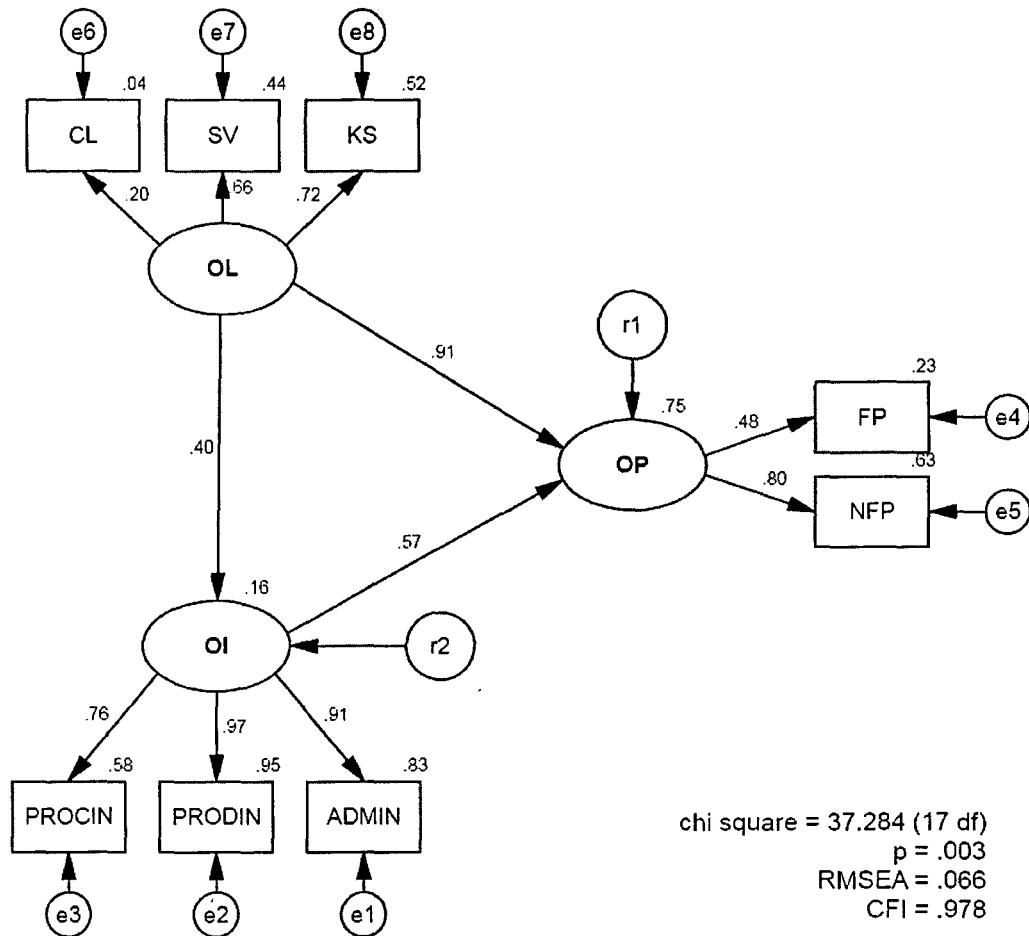 e6 e7 e8
.04 .44 .52
CL SV KS
.20 .66 .72
OL
r1
.91
.23
.75
FP e4
.48
.40
OP
.63
.80
NFP e5
.57
.16
OI r2
.76 .97 .91
.58 .95 .83
PROCIN PRODIN ADMIN
chi square = 37.284 (17 df)
p = .003
RMSEA = .066
CFI = .978
e3 e2 e1